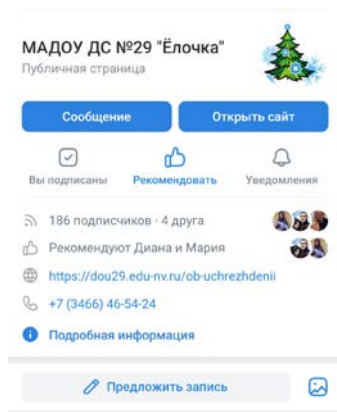 МАДОУ ДС №29 "Ёлочка"
Публичная страница
Сообщение
Открыть сайт
Вы подписаны
Рекомендовать
Уведомления
186 подписчиков · 4 друга
Рекомендуют Диана и Мария
https://dou29.edu-nv.ru/ob-uchrezhdenii
+7 (3466) 46-54-24
Подробная информация
Предложить запись